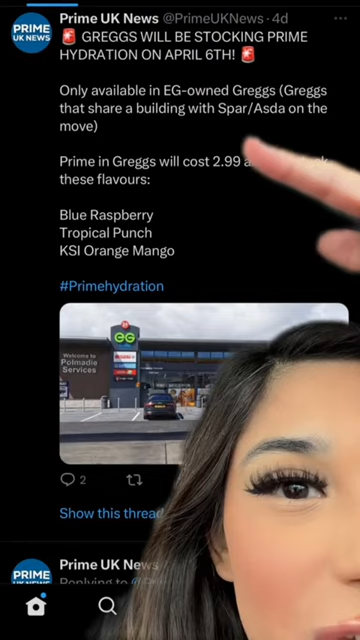 PRIME
UK NEWS
Prime UK News @PrimeUKNews · 4d
🚨 GREGGS WILL BE STOCKING PRIME
HYDRATION ON APRIL 6TH! 🚨
Only available in EG-owned Greggs (Greggs
that share a building with Spar/Asda on the
move)
Prime in Greggs will cost 2.99
these flavours:
Blue Raspberry
Tropical Punch
KSI Orange Mango
#Primehydration
EG
Welcome to
Polmadie
Services
2
Show this thread
PRIME
UK NEWS
Prime UK News
Replying to